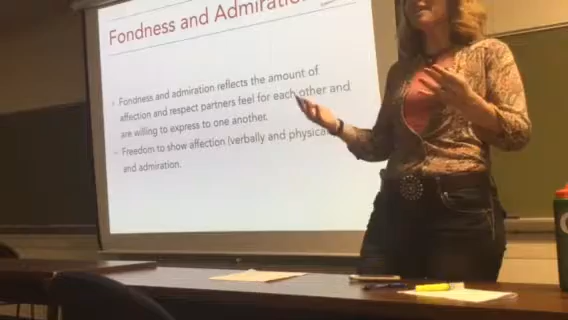 Fondness and Admiration
Fondness and admiration reflects the amount of
affection and respect partners feel for each other and
are willing to express to one another.
Freedom to show affection (verbally and physica
and admiration.